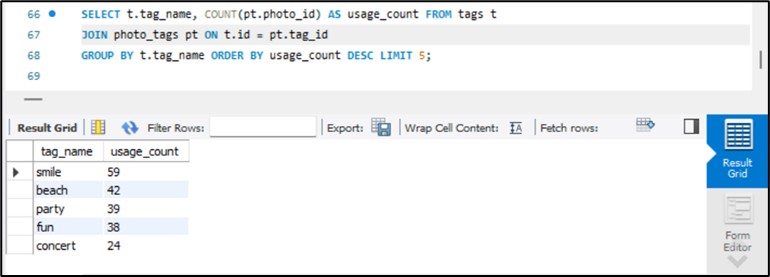 66 SELECT t.tag_name, COUNT(pt.photo_id) AS usage_count FROM tags t
67 JOIN photo_tags pt ON t.id = pt.tag_id
68 GROUP BY t.tag_name ORDER BY usage_count DESC LIMIT 5;
69
Result Grid Filter Rows: Export: Wrap Cell Content: Fetch rows:
tag_name usage_count
smile 59
beach 42
party 39
fun 38
concert 24
Result
Grid
Form
Editor